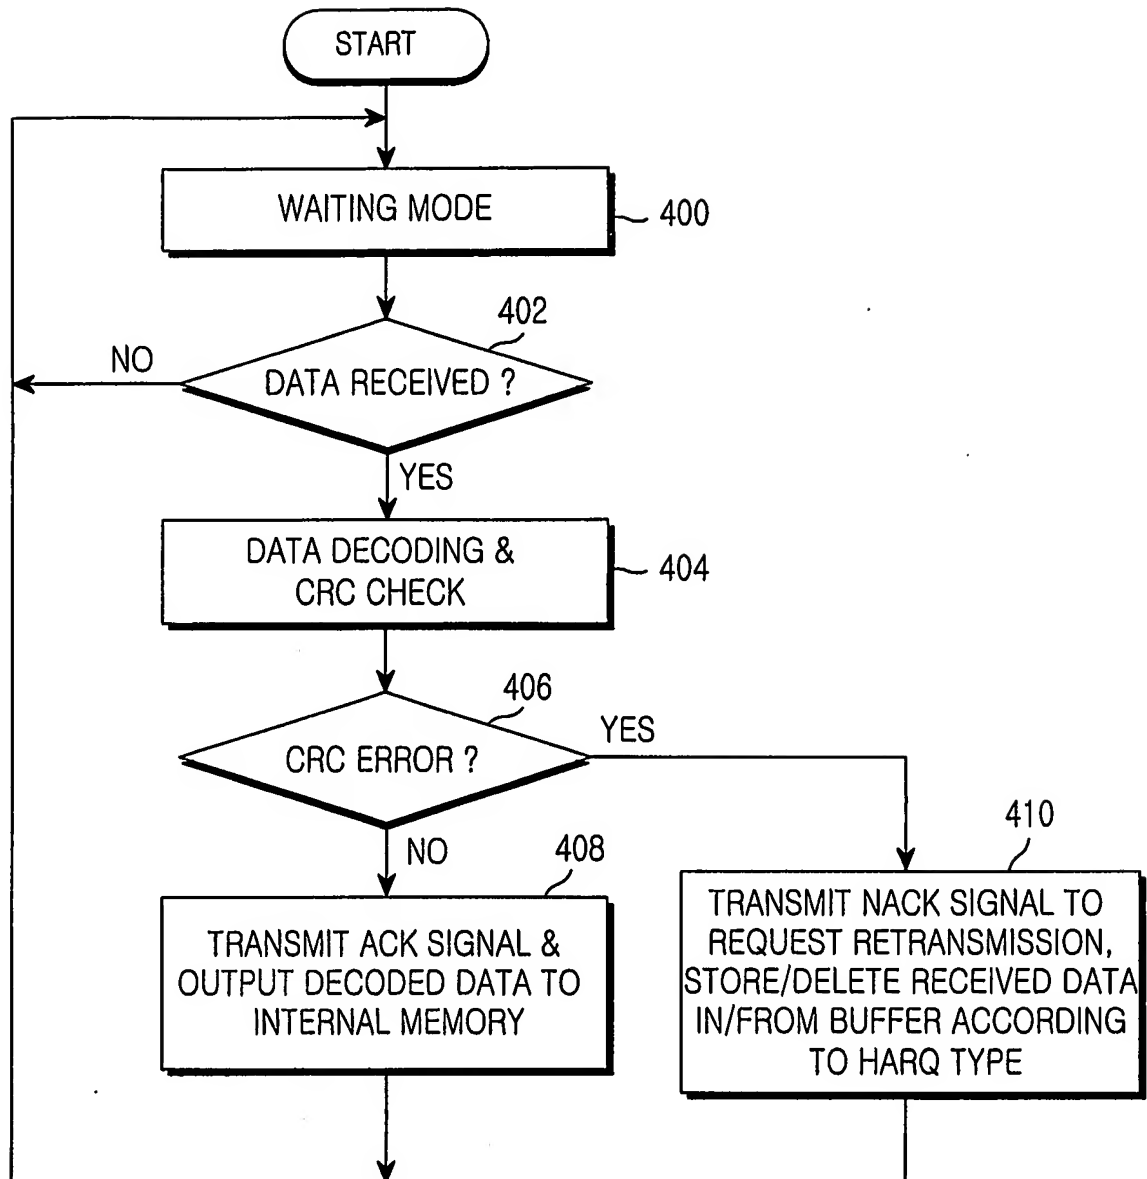 START
WAITING MODE
400
402
NO
DATA RECEIVED ?
YES
DATA DECODING &
CRC CHECK
404
406
YES
CRC ERROR ?
NO
408
410
TRANSMIT ACK SIGNAL &
OUTPUT DECODED DATA TO
INTERNAL MEMORY
TRANSMIT NACK SIGNAL TO
REQUEST RETRANSMISSION,
STORE/DELETE RECEIVED DATA
IN/FROM BUFFER ACCORDING
TO HARQ TYPE